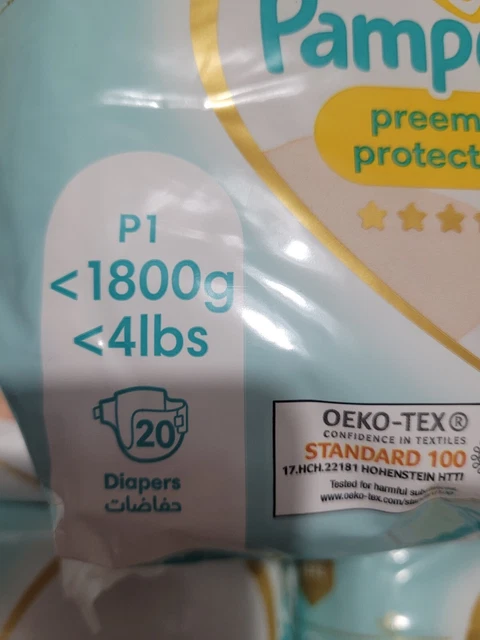 Pamp
preem
protect
P1
<1800g
<4lbs
20
Diapers
حفاضات
OEKO-TEX®
CONFIDENCE IN TEXTILES
STANDARD 100
17.HCH.22181 HOHENSTEIN HTTI
Tested for harmful
www.oeko-tex.com/